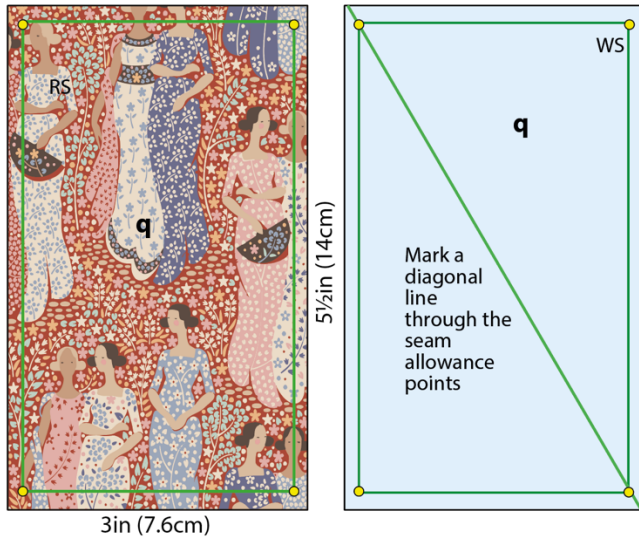 RS
q
3in (7.6cm)
5½in (14cm)
WS
q
Mark a
diagonal
line
through the
seam
allowance
points